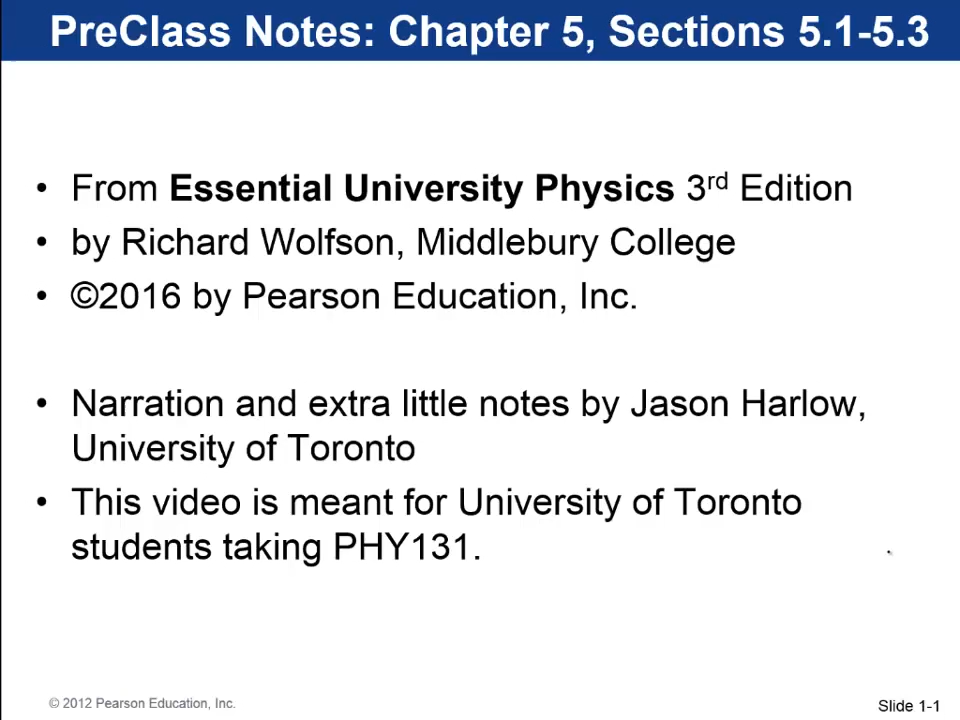 PreClass Notes: Chapter 5, Sections 5.1-5.3
• From Essential University Physics 3rd Edition
• by Richard Wolfson, Middlebury College
• ©2016 by Pearson Education, Inc.
• Narration and extra little notes by Jason Harlow,
University of Toronto
• This video is meant for University of Toronto
students taking PHY131.
© 2012 Pearson Education, Inc.
Slide 1-1